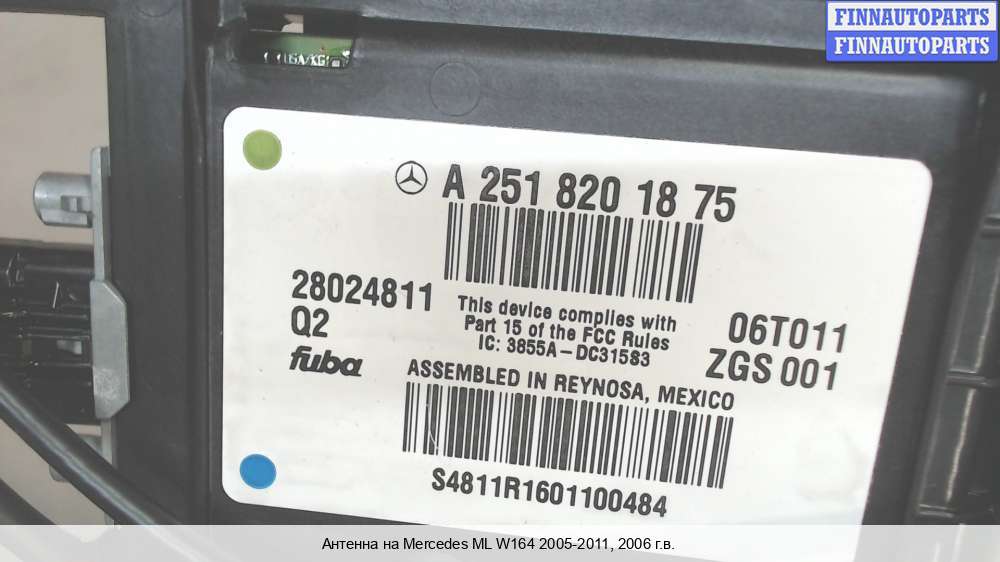 FINNAUTOPARTS
FINNAUTOPARTS
A 251 820 18 75
28024811
Q2
fuba
This device complies with
Part 15 of the FCC Rules
IC: 3855A-DC315S3
06T011
ZGS 001
ASSEMBLED IN REYNOSA, MEXICO
S4811R1601100484
Антенна на Mercedes ML W164 2005-2011, 2006 г.в.